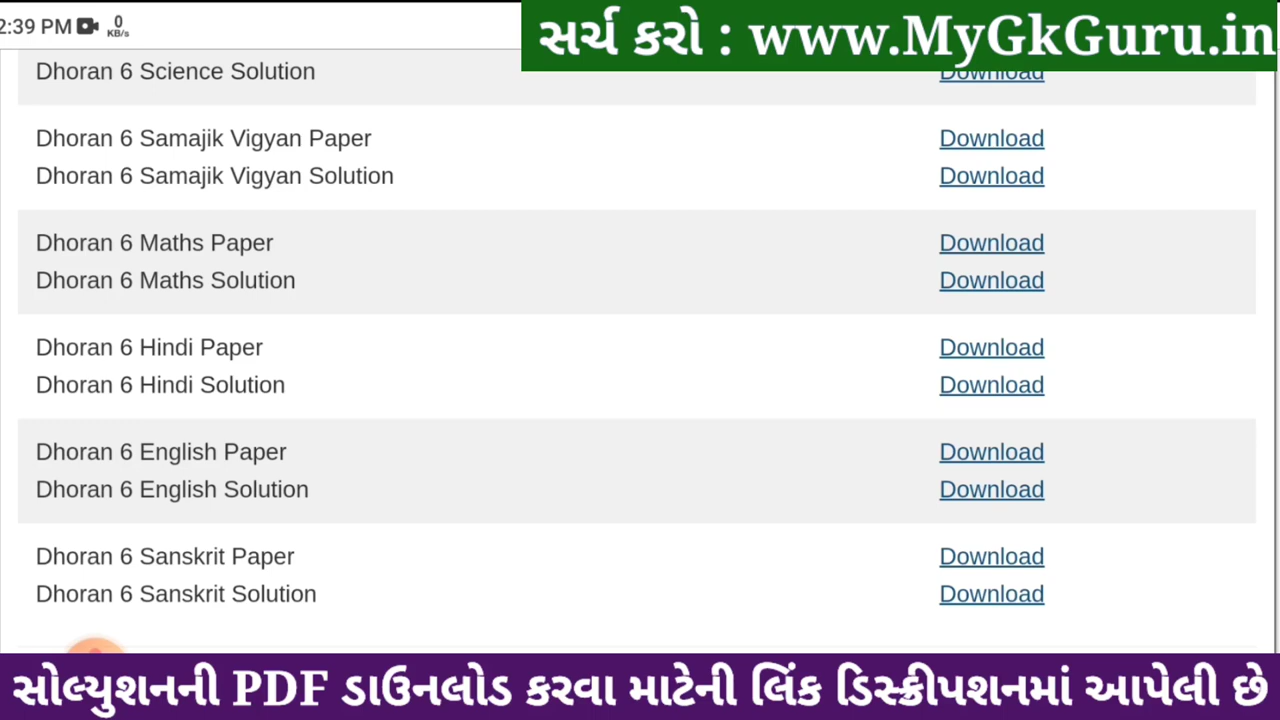 2:39 PM 0 KB/s
સર્ચ કરો : www.MyGkGuru.in
Dhoran 6 Science Solution Download
Dhoran 6 Samajik Vigyan Paper Download
Dhoran 6 Samajik Vigyan Solution Download
Dhoran 6 Maths Paper Download
Dhoran 6 Maths Solution Download
Dhoran 6 Hindi Paper Download
Dhoran 6 Hindi Solution Download
Dhoran 6 English Paper Download
Dhoran 6 English Solution Download
Dhoran 6 Sanskrit Paper Download
Dhoran 6 Sanskrit Solution Download
સોલ્યુશનની PDF ડાઉનલોડ કરવા માટેની લિંક ડિસ્ક્રીપશનમાં આપેલી છે